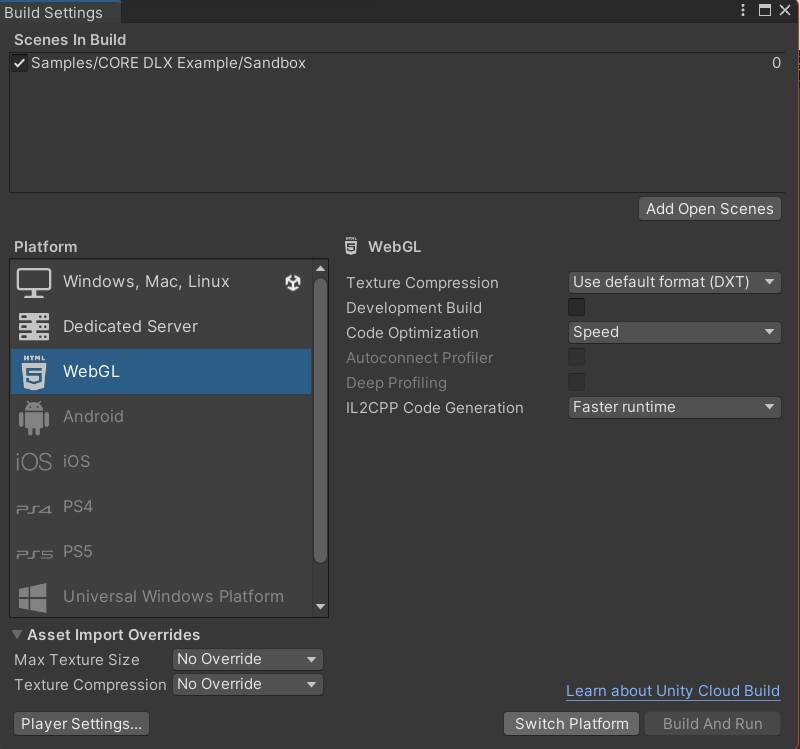 Build Settings
Scenes In Build
Samples/CORE DLX Example/Sandbox 0
Add Open Scenes
Platform
Windows, Mac, Linux
Dedicated Server
HTML
5
WebGL
Android
iOS iOS
PS4 PS4
PS5 PS5
Universal Windows Platform
WebGL
Texture Compression Use default format (DXT)
Development Build
Code Optimization Speed
Autoconnect Profiler
Deep Profiling
IL2CPP Code Generation Faster runtime
Asset Import Overrides
Max Texture Size No Override
Texture Compression No Override
Learn about Unity Cloud Build
Player Settings... Switch Platform Build And Run